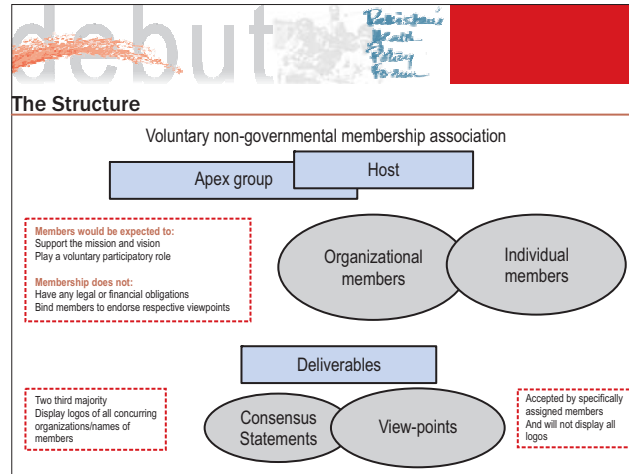 debut
Pakistan's
Health
Policy
Forum
The Structure
Voluntary non-governmental membership association
Host
Apex group
Members would be expected to:
Support the mission and vision
Play a voluntary participatory role
Membership does not:
Have any legal or financial obligations
Bind members to endorse respective viewpoints
Organizational
members
Individual
members
Deliverables
Two third majority
Display logos of all concurring
organizations/names of
members
Consensus
Statements
View-points
Accepted by specifically
assigned members
And will not display all
logos